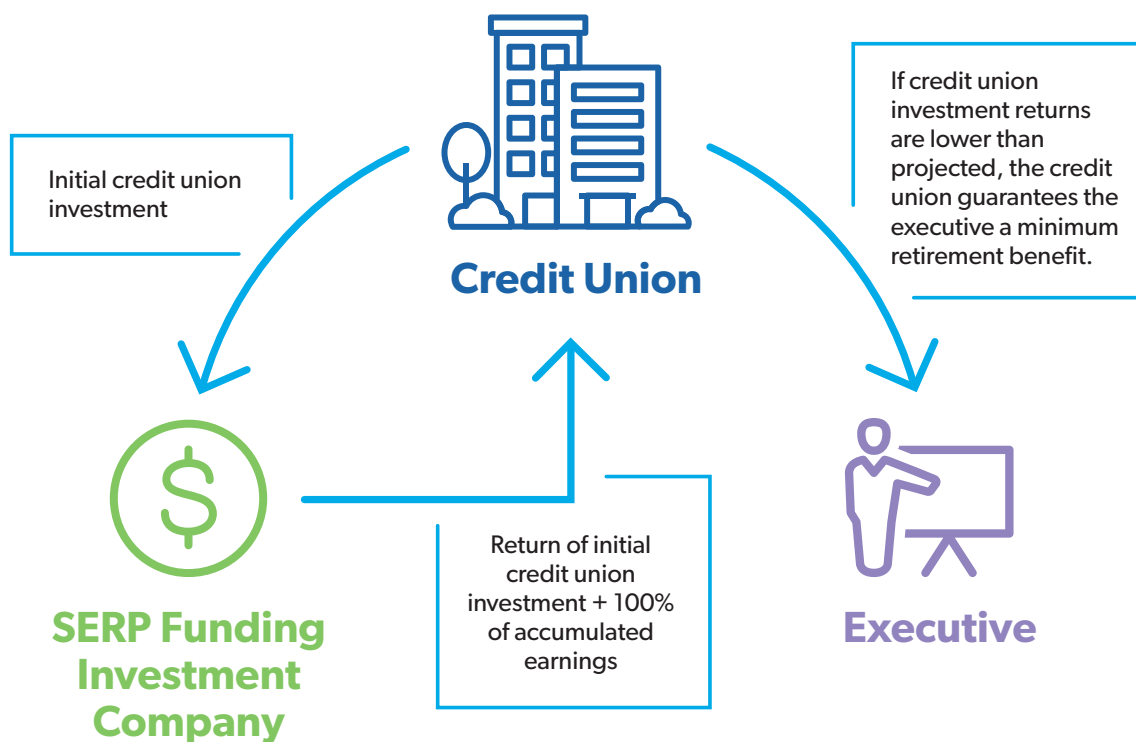 Initial credit union
investment
Credit Union
If credit union
investment returns
are lower than
projected, the credit
union guarantees the
executive a minimum
retirement benefit.
$
SERP Funding
Investment
Company
Return of initial
credit union
investment + 100%
of accumulated
earnings
Executive